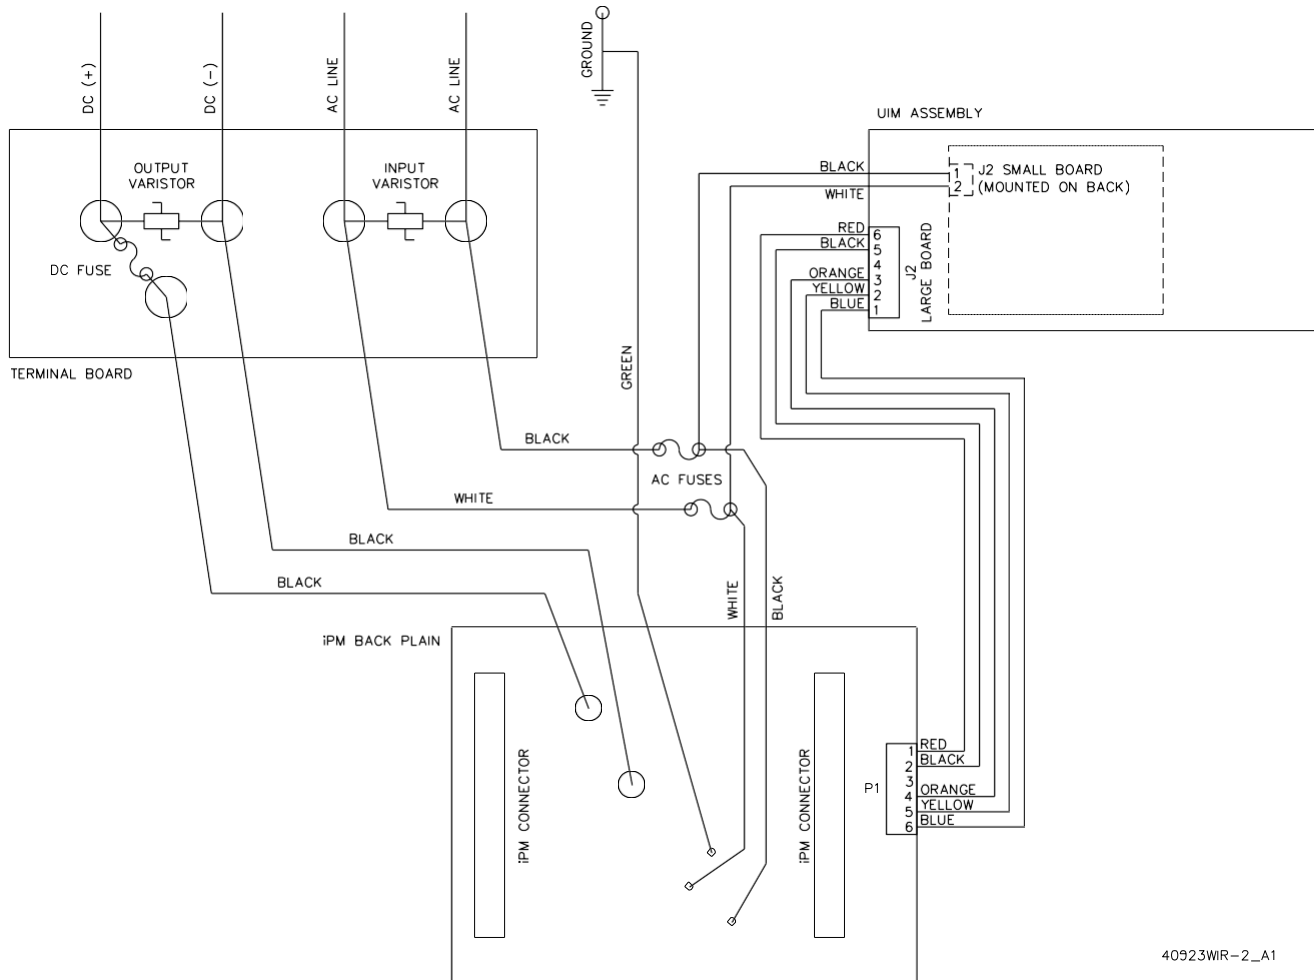 DC (+)
DC (-)
AC LINE
AC LINE
GROUND
OUTPUT
VARISTOR
INPUT
VARISTOR
DC FUSE
TERMINAL BOARD
UIM ASSEMBLY
BLACK
WHITE
1
2
J2 SMALL BOARD
(MOUNTED ON BACK)
RED
BLACK
ORANGE
YELLOW
BLUE
6
5
4
3
2
1
J2
LARGE BOARD
GREEN
BLACK
AC FUSES
WHITE
BLACK
BLACK
WHITE
BLACK
iPM BACK PLAIN
iPM CONNECTOR
iPM CONNECTOR
P1
1
2
3
4
5
6
RED
BLACK
ORANGE
YELLOW
BLUE
40923WIR-2_A1